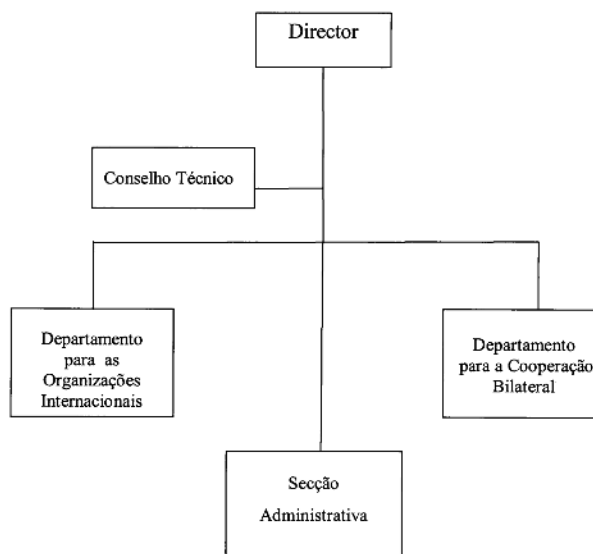 Director
Conselho Técnico
Departamento
para as
Organizações
Internacionais
Departamento
para a Cooperação
Bilateral
Secção
Administrativa